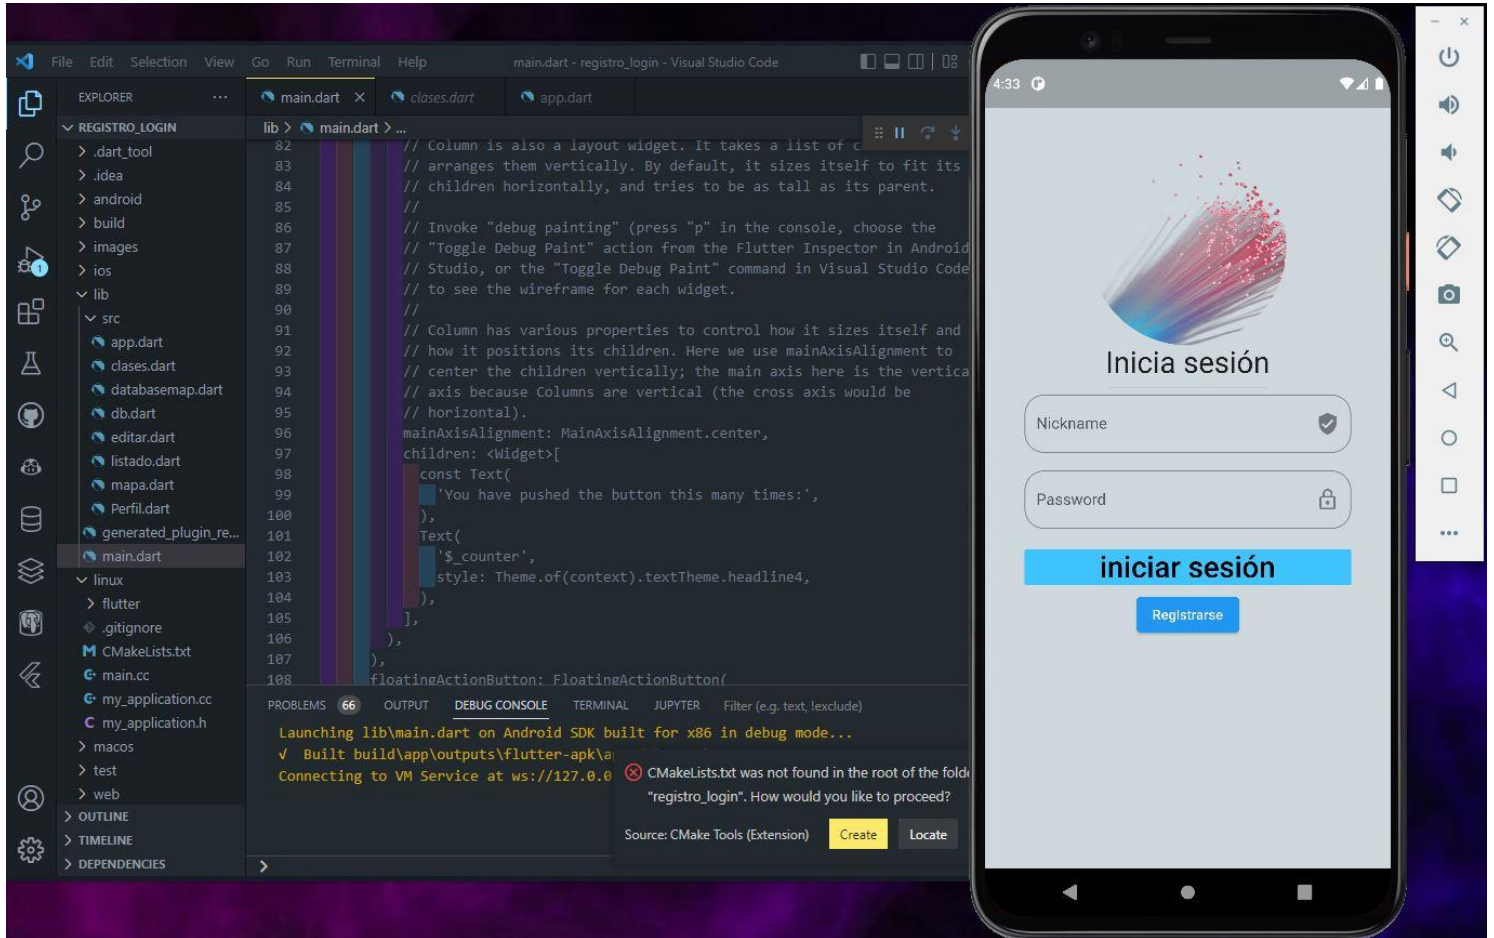 File Edit Selection View Go Run Terminal Help
main.dart - registro_login - Visual Studio Code
EXPLORER
REGISTRO_LOGIN
.dart_tool
.idea
android
build
images
ios
lib
src
app.dart
clases.dart
databasemap.dart
db.dart
editar.dart
listado.dart
mapa.dart
Perfil.dart
generated_plugin_re...
main.dart
linux
flutter
.gitignore
CMakeLists.txt
main.cc
my_application.cc
my_application.h
macos
test
web
OUTLINE
TIMELINE
DEPENDENCIES
1
main.dart clases.dart app.dart
lib > main.dart > ...
82 // Column is also a layout widget. It takes a list of c
83 // arranges them vertically. By default, it sizes itself to fit its
84 // children horizontally, and tries to be as tall as its parent.
85 //
86 // Invoke "debug painting" (press "p" in the console, choose the
87 // "Toggle Debug Paint" action from the Flutter Inspector in Android
88 // Studio, or the "Toggle Debug Paint" command in Visual Studio Code
89 // to see the wireframe for each widget.
90 //
91 // Column has various properties to control how it sizes itself and
92 // how it positions its children. Here we use mainAxisAlignment to
93 // center the children vertically; the main axis here is the vertica
94 // axis because Columns are vertical (the cross axis would be
95 // horizontal).
96 mainAxisAlignment: MainAxisAlignment.center,
97 children: <Widget>[
98 const Text(
99 'You have pushed the button this many times:',
100 ),
101 Text(
102 '$_counter',
103 style: Theme.of(context).textTheme.headline4,
104 ),
105 ],
106 ),
107 ),
108 floatingActionButton: FloatingActionButton(
PROBLEMS 66 OUTPUT DEBUG CONSOLE TERMINAL JUPYTER Filter (e.g. text, !exclude)
Launching lib\main.dart on Android SDK built for x86 in debug mode...
√ Built build\app\outputs\flutter-apk\a
Connecting to VM Service at ws://127.0.0
CMakeLists.txt was not found in the root of the folde
"registro_login". How would you like to proceed?
Source: CMake Tools (Extension) Create Locate
4:33
Inicia sesión
Nickname
Password
iniciar sesión
Registrarse